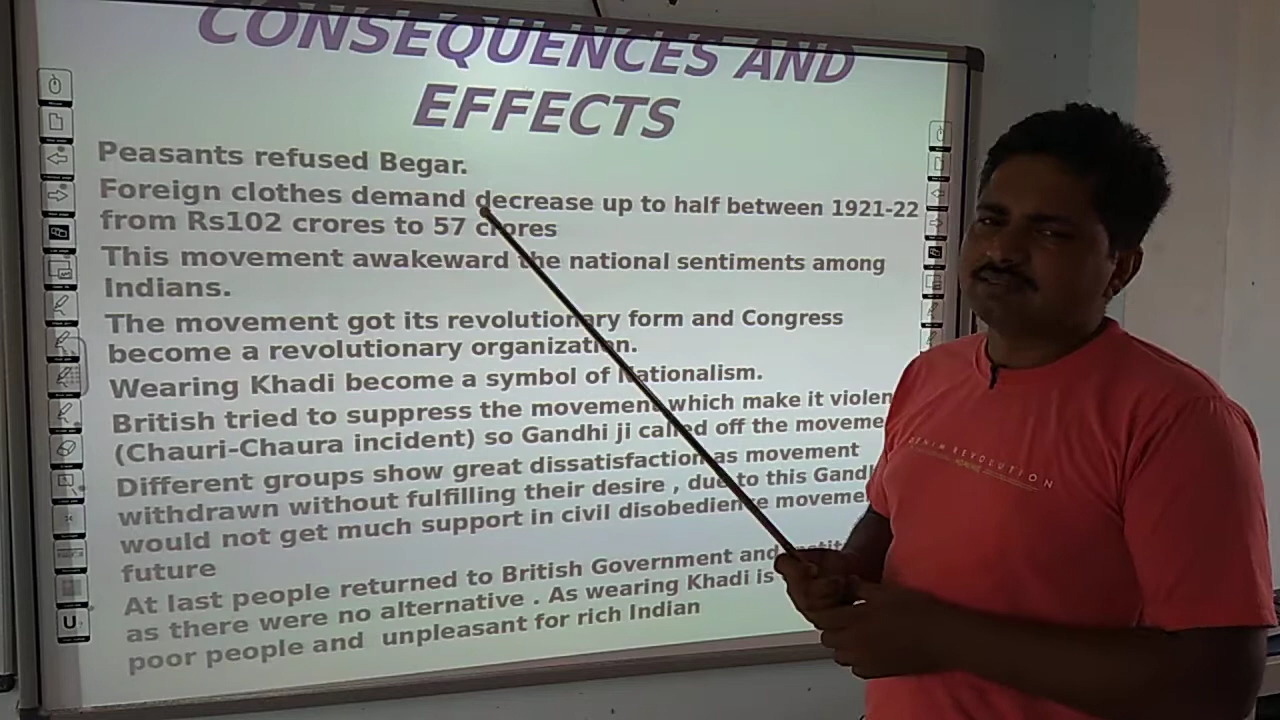 CONSEQUENCES AND
EFFECTS
Peasants refused Begar.
Foreign clothes demand decrease up to half between 1921-22
from Rs102 crores to 57 crores
This movement awakeward the national sentiments among
Indians.
The movement got its revolutionary form and Congress
become a revolutionary organization.
Wearing Khadi become a symbol of Nationalism.
British tried to suppress the movement which make it violen
(Chauri-Chaura incident) so Gandhi ji called off the moveme
Different groups show great dissatisfaction as movement
withdrawn without fulfilling their desire , due to this Gandh
would not get much support in civil disobedience movemen
future
At last people returned to British Government and
as there were no alternative . As wearing Khadi is
poor people and unpleasant for rich Indian
U
DENIM REVOLUTION